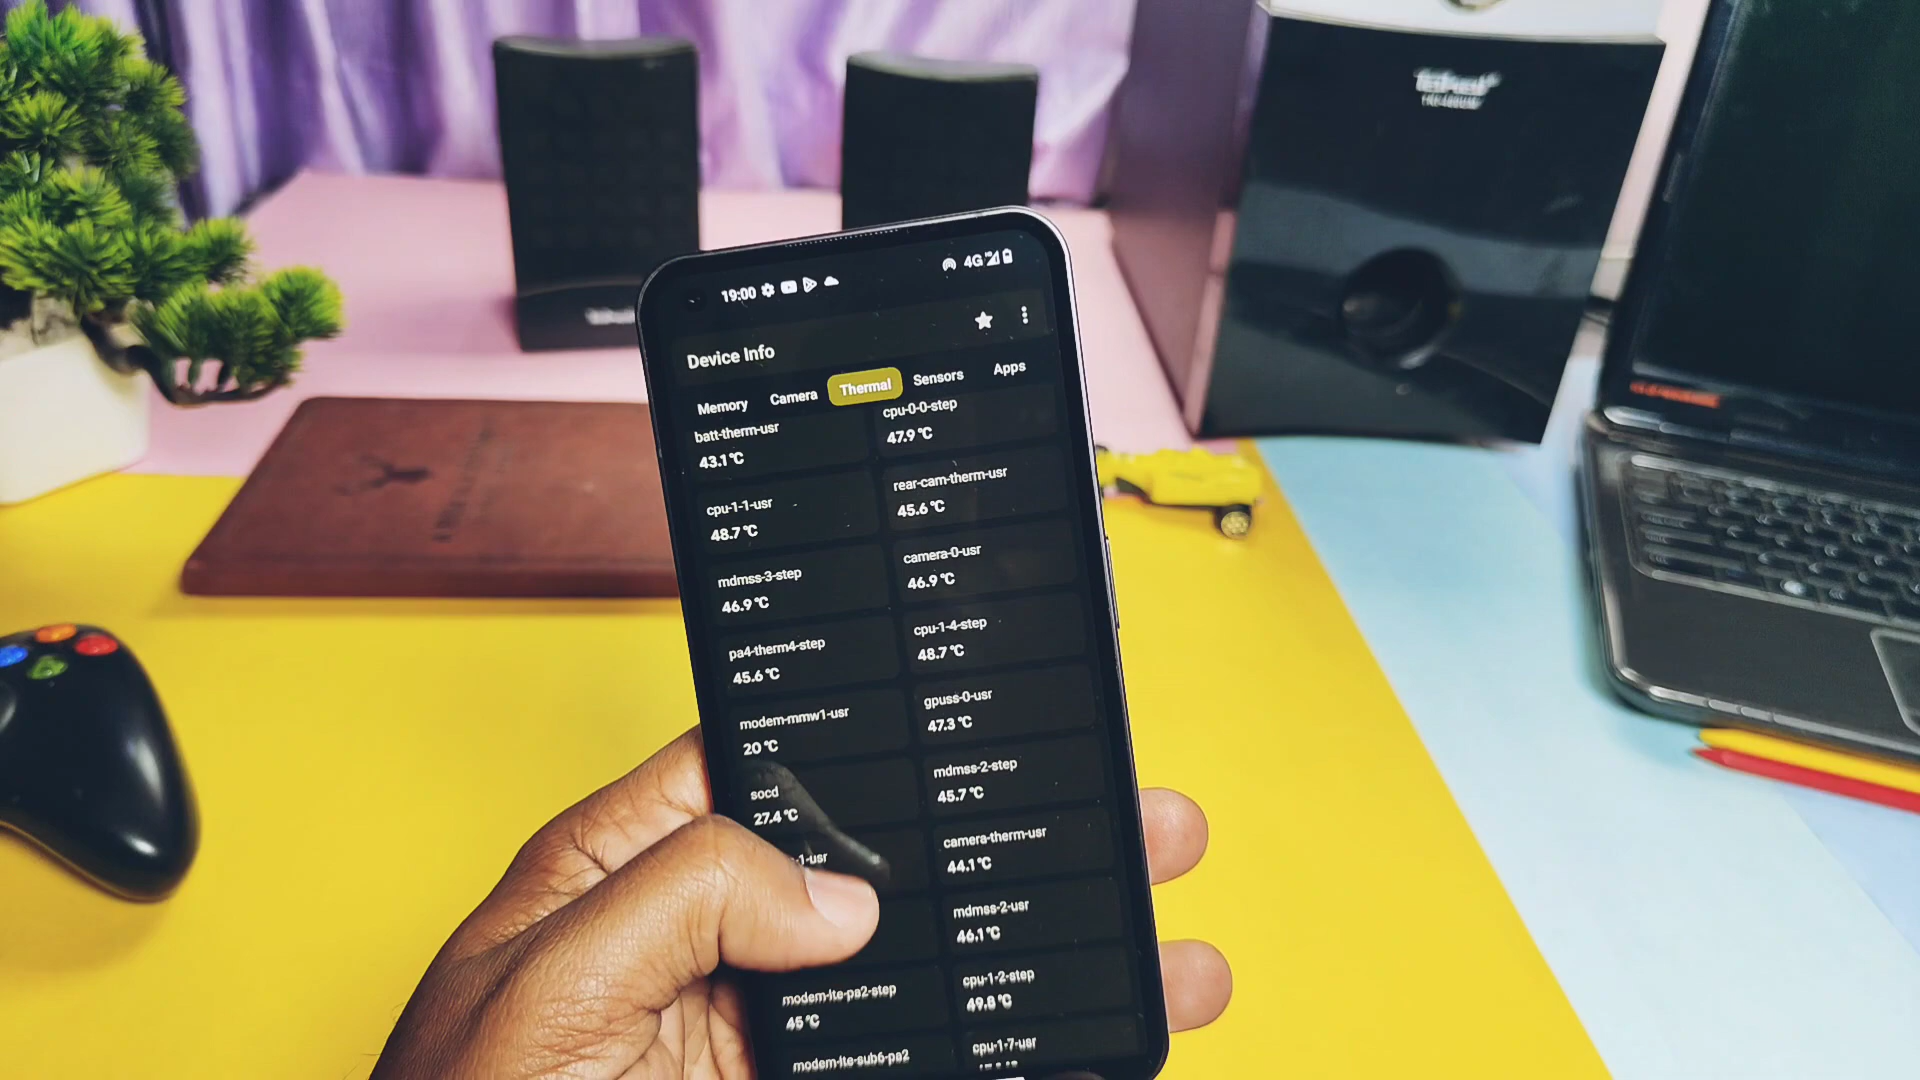 19:00
4G
Device Info
Memory
Camera
Thermal
Sensors
Apps
batt-therm-usr
43.1℃
cpu-0-0-step
47.9℃
cpu-1-1-usr
48.7℃
rear-cam-therm-usr
45.6℃
mdmss-3-step
46.9℃
camera-0-usr
46.9℃
pa4-therm4-step
45.6℃
cpu-1-4-step
48.7℃
modem-mmw1-usr
20℃
gpuss-0-usr
47.3℃
socd
27.4℃
mdmss-2-step
45.7℃
-1-usr
camera-therm-usr
44.1℃
mdmss-2-usr
46.1℃
modem-lte-pa2-step
45℃
cpu-1-2-step
49.8℃
modem-lte-sub6-pa2
cpu-1-7-usr